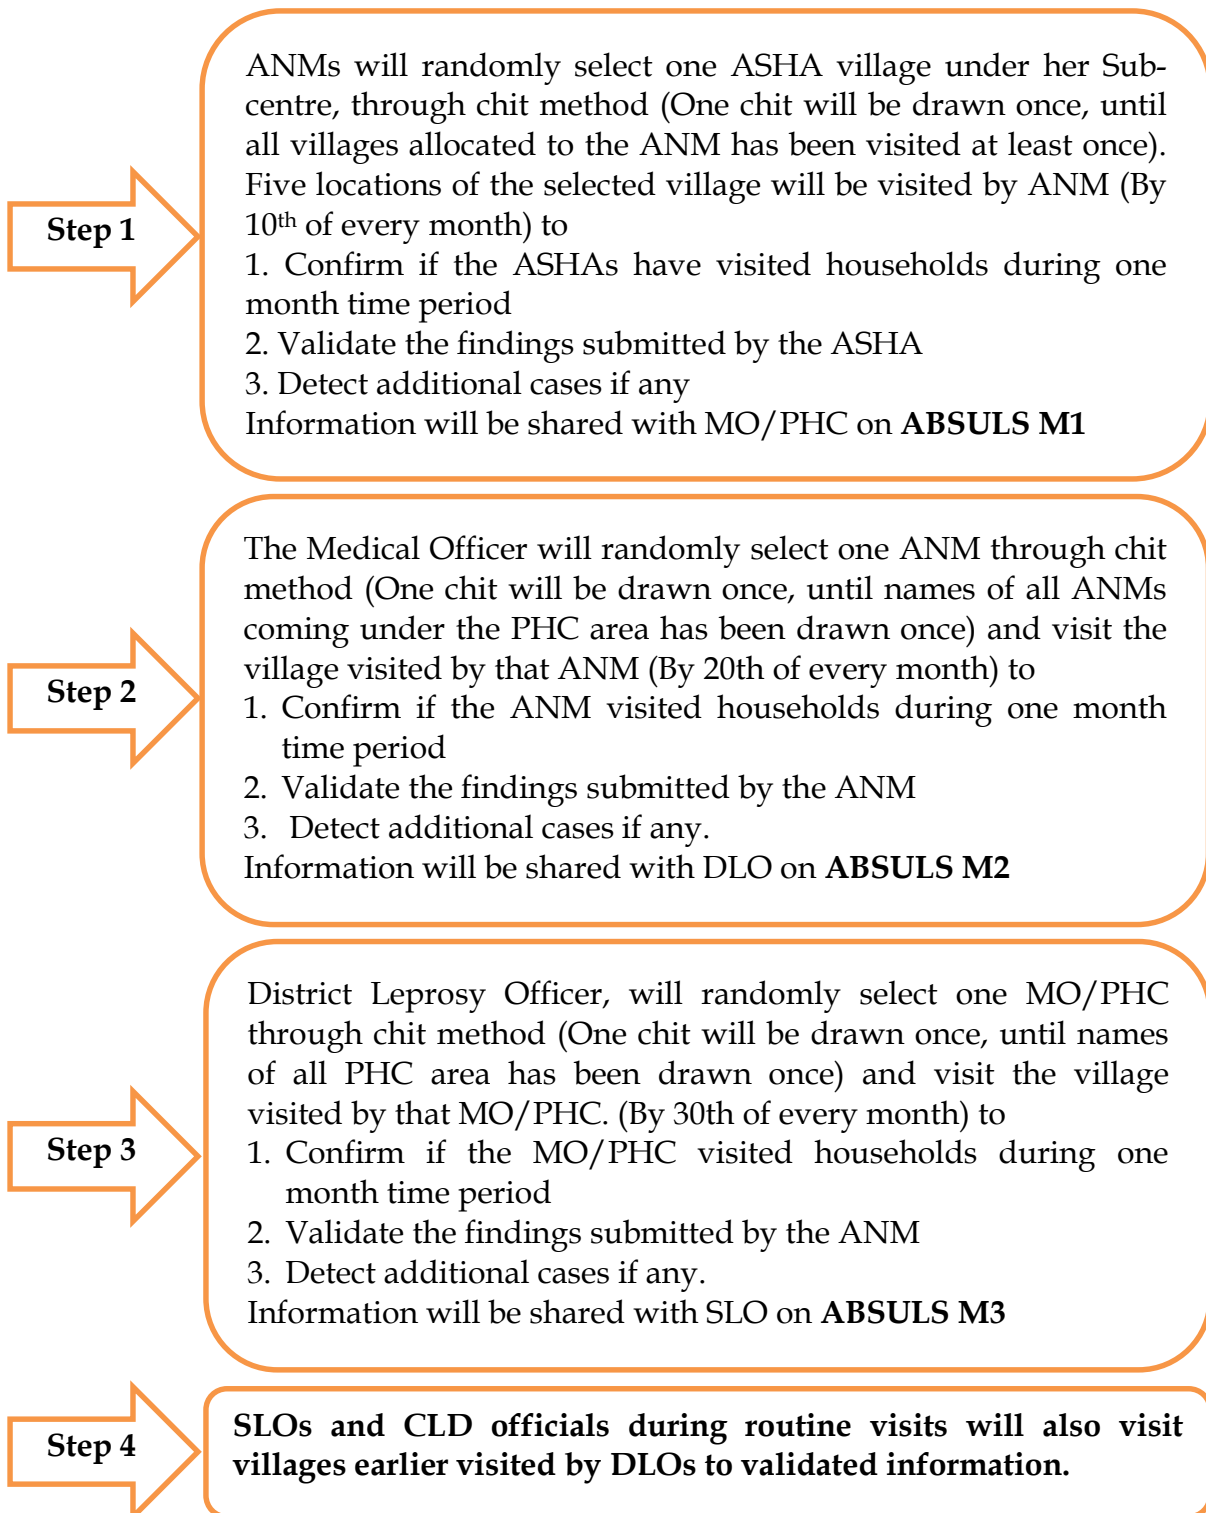 ANMs will randomly select one ASHA village under her Sub-
centre, through chit method (One chit will be drawn once, until
all villages allocated to the ANM has been visited at least once).
Five locations of the selected village will be visited by ANM (By
10th of every month) to
1. Confirm if the ASHAs have visited households during one
month time period
2. Validate the findings submitted by the ASHA
3. Detect additional cases if any
Information will be shared with MO/PHC on ABSULS M1
Step 1
The Medical Officer will randomly select one ANM through chit
method (One chit will be drawn once, until names of all ANMs
coming under the PHC area has been drawn once) and visit the
village visited by that ANM (By 20th of every month) to
1. Confirm if the ANM visited households during one month
time period
2. Validate the findings submitted by the ANM
3. Detect additional cases if any.
Information will be shared with DLO on ABSULS M2
Step 2
District Leprosy Officer, will randomly select one MO/PHC
through chit method (One chit will be drawn once, until names
of all PHC area has been drawn once) and visit the village
visited by that MO/PHC. (By 30th of every month) to
1. Confirm if the MO/PHC visited households during one
month time period
2. Validate the findings submitted by the ANM
3. Detect additional cases if any.
Information will be shared with SLO on ABSULS M3
Step 3
SLOs and CLD officials during routine visits will also visit
villages earlier visited by DLOs to validated information.
Step 4